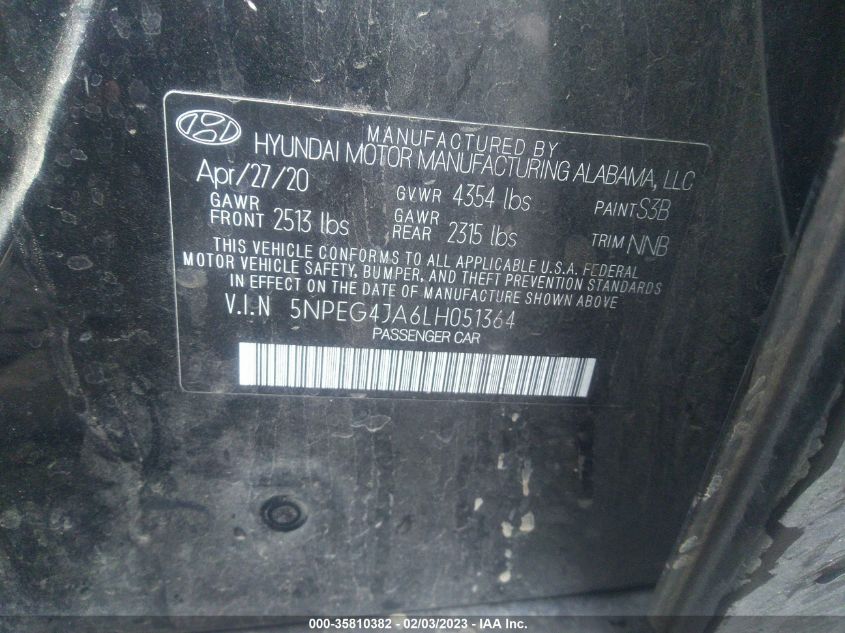 MANUFACTURED BY
HYUNDAI MOTOR MANUFACTURING ALABAMA, LLC
Apr/27/20 GVWR 4354 lbs PAINT S3B
GAWR FRONT 2513 lbs GAWR REAR 2315 lbs TRIM NNB
THIS VEHICLE CONFORMS TO ALL APPLICABLE U.S.A. FEDERAL
MOTOR VEHICLE SAFETY, BUMPER, AND THEFT PREVENTION STANDARDS
IN EFFECT ON THE DATE OF MANUFACTURE SHOWN ABOVE
V.I.N 5NPEG4JA6LH051364
PASSENGER CAR
000-35810382 - 02/03/2023 - IAA Inc.